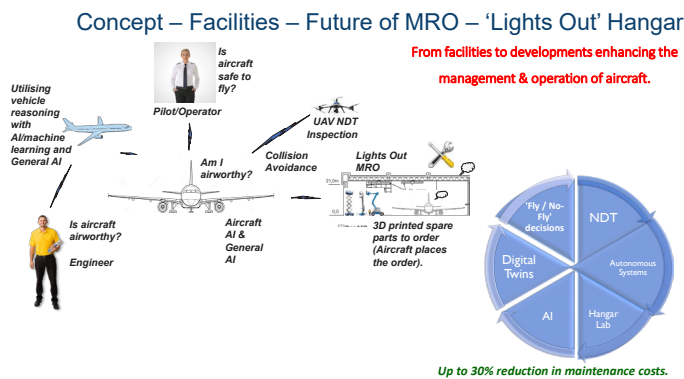 Concept – Facilities – Future of MRO – ‘Lights Out’ Hangar
From facilities to developments enhancing the
management & operation of aircraft.
Is
aircraft
safe to
fly?
Pilot/Operator
Utilising
vehicle
reasoning
with
AI/machine
learning and
General AI
UAV NDT
Inspection
Collision
Avoidance
Lights Out
MRO
Am I
airworthy?
21,0m
0,0
Is aircraft
airworthy?
Engineer
Aircraft
AI &
General
AI
3D printed spare
parts to order
(Aircraft places
the order).
'Fly / No-
Fly'
decisions
NDT
Autonomous
Systems
Hangar
Lab
AI
Digital
Twins
Up to 30% reduction in maintenance costs.